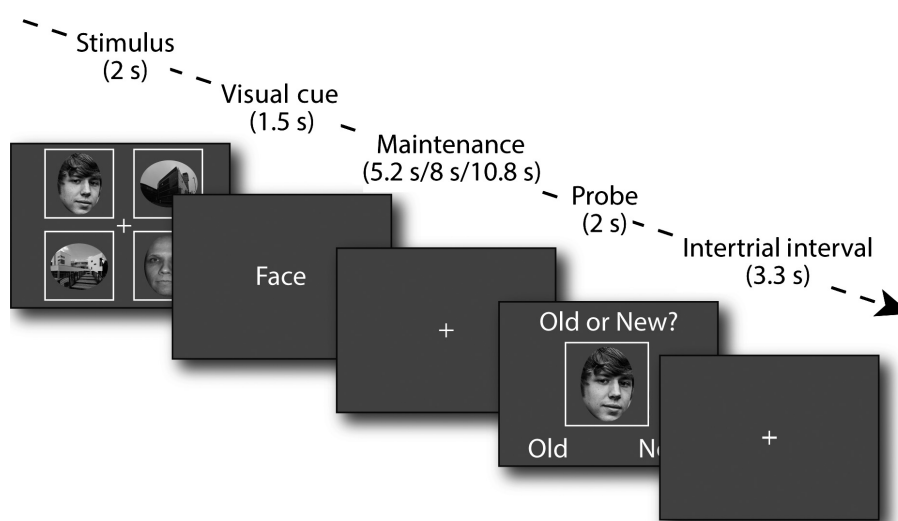 Stimulus
(2 s)
Visual cue
(1.5 s)
Maintenance
(5.2 s/8 s/10.8 s)
Probe
(2 s)
Intertrial interval
(3.3 s)
Face
Old or New?
Old